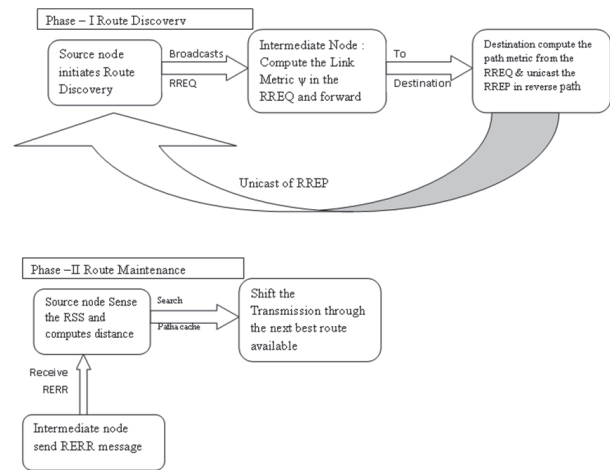 Phase – I Route Discovery
Source node
initiates Route
Discovery
Broadcasts
RREQ
Intermediate Node :
Compute the Link
Metric ψ in the
RREQ and forward
To
Destination
Destination compute the
path metric from the
RREQ & unicast the
RREP in reverse path
Unicast of RREP
Phase –II Route Maintenance
Source node Sense
the RSS and
computes distance
Search
Patha cache
Shift the
Transmission through
the next best route
available
Receive
RERR
Intermediate node
send RERR message